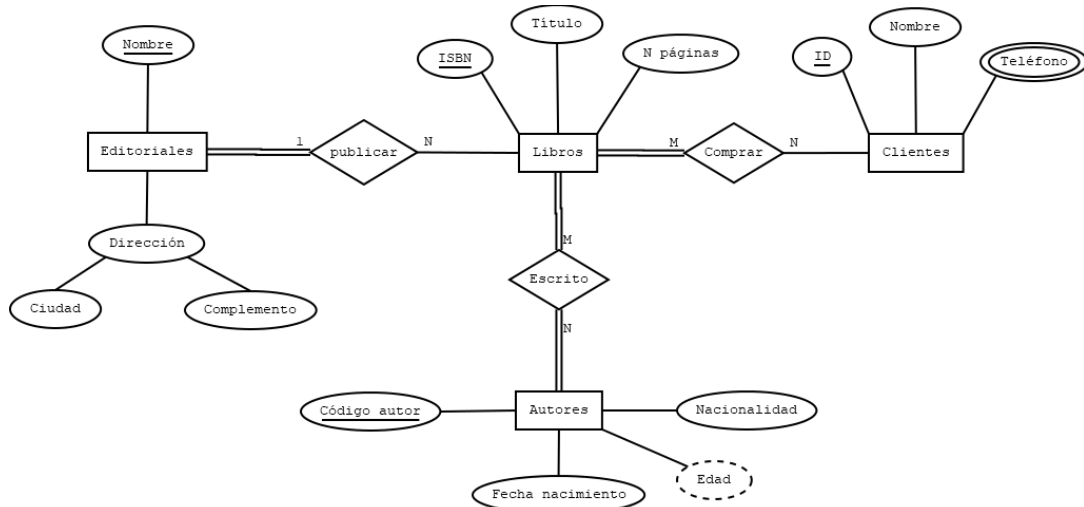 Nombre
ISBN
Título
N páginas
ID
Nombre
Teléfono
Editoriales
1
publicar
N
Libros
M
Comprar
N
Clientes
Dirección
Ciudad
Complemento
M
Escrito
N
Código autor
Autores
Nacionalidad
Fecha nacimiento
Edad